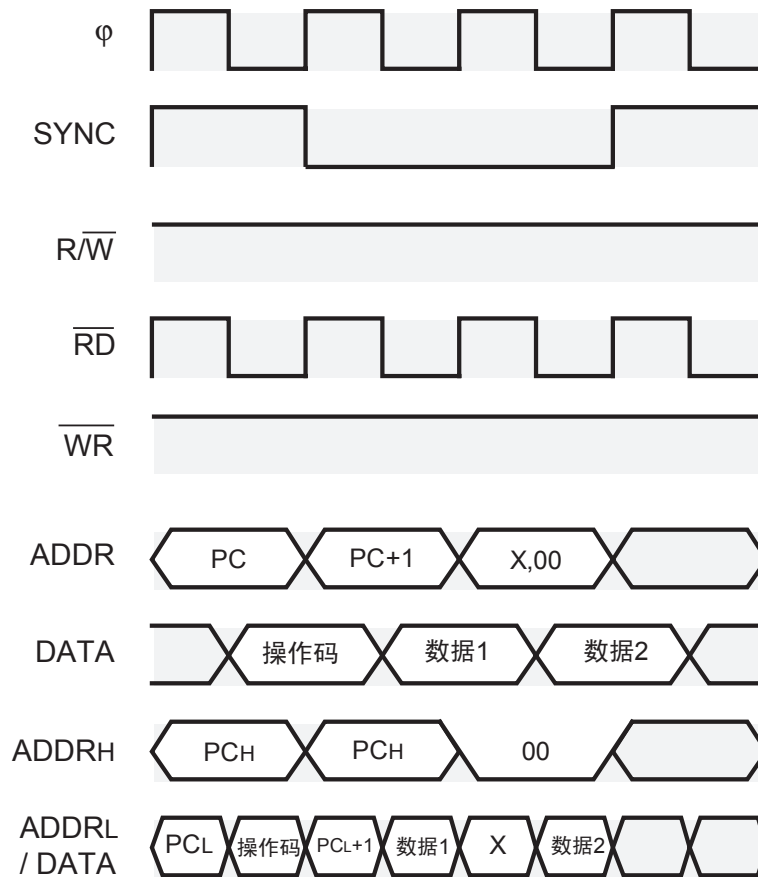 φ
SYNC
R/W
RD
WR
ADDR PC PC+1 X,00
DATA 操作码 数据1 数据2
ADDRH PCH PCH 00
ADDRL
/ DATA PCL 操作码 PCL+1 数据1 X 数据2